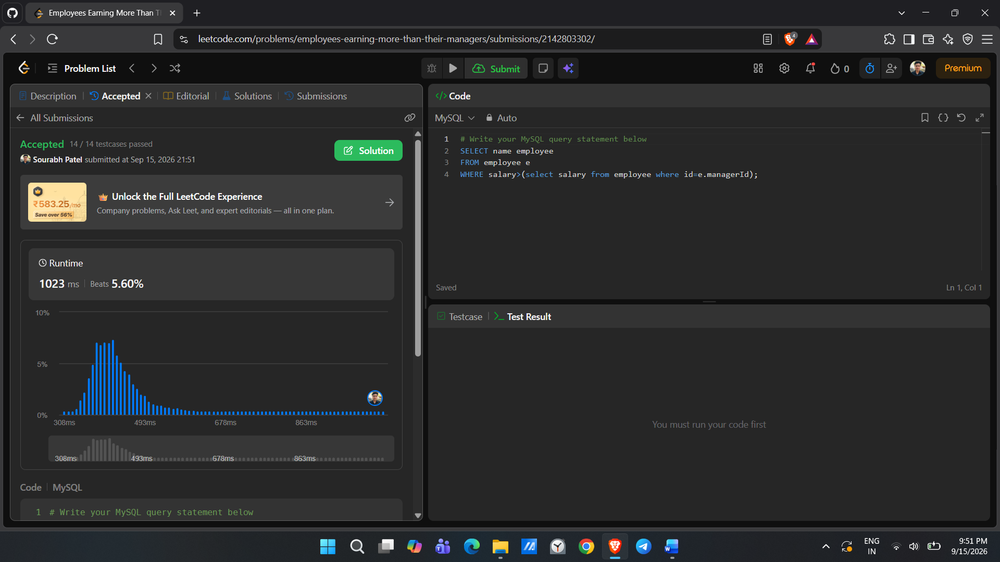 Employees Earning More Than T
leetcode.com/problems/employees-earning-more-than-their-managers/submissions/2142803302/
4
Problem List
Submit
0
Premium
Description
Accepted
Editorial
Solutions
Submissions
All Submissions
Accepted 14 / 14 testcases passed
Sourabh Patel submitted at Sep 15, 2026 21:51
Solution
₹583.25/mo
Save over 56%
Unlock the Full LeetCode Experience
Company problems, Ask Leet, and expert editorials — all in one plan.
Runtime
1023 ms Beats 5.60%
10%
5%
0%
308ms 493ms 678ms 863ms
308ms 493ms 678ms 863ms
Code MySQL
1 # Write your MySQL query statement below
</> Code
MySQL Auto
1 # Write your MySQL query statement below
2 SELECT name employee
3 FROM employee e
4 WHERE salary>(select salary from employee where id=e.managerId);
Saved
Ln 1, Col 1
Testcase
Test Result
You must run your code first
ENG
IN
9:51 PM
9/15/2026